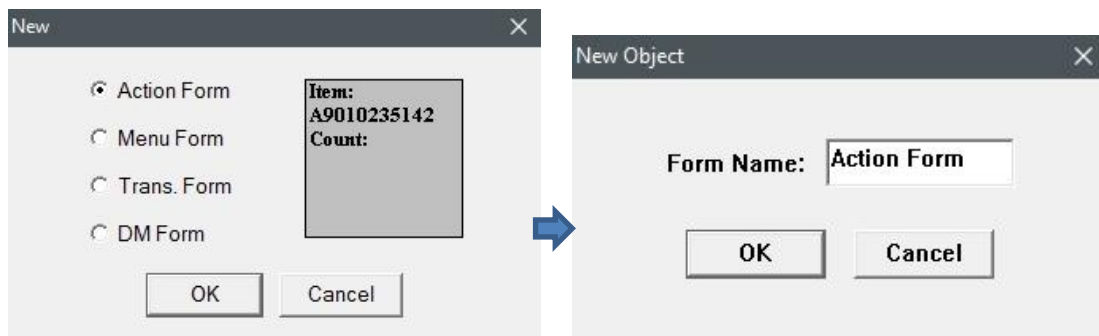 New
Action Form
Menu Form
Trans. Form
DM Form
Item:
A9010235142
Count:
OK Cancel
New Object
Form Name: Action Form
OK Cancel